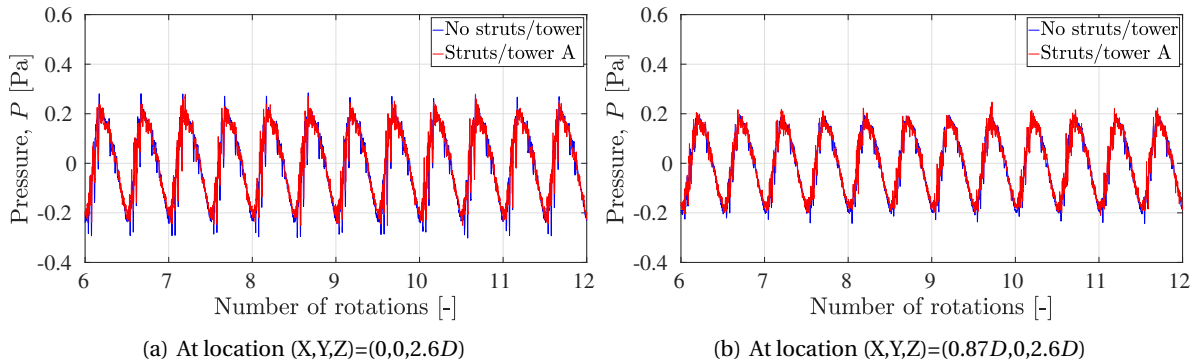 0.6
0.4
0.2
0
-0.2
-0.4
Pressure, P [Pa]
No struts/tower
Struts/tower A
6 7 8 9 10 11 12
Number of rotations [-]
(a) At location (X,Y,Z)=(0,0,2.6D)
0.6
0.4
0.2
0
-0.2
-0.4
Pressure, P [Pa]
No struts/tower
Struts/tower A
6 7 8 9 10 11 12
Number of rotations [-]
(b) At location (X,Y,Z)=(0.87D,0,2.6D)